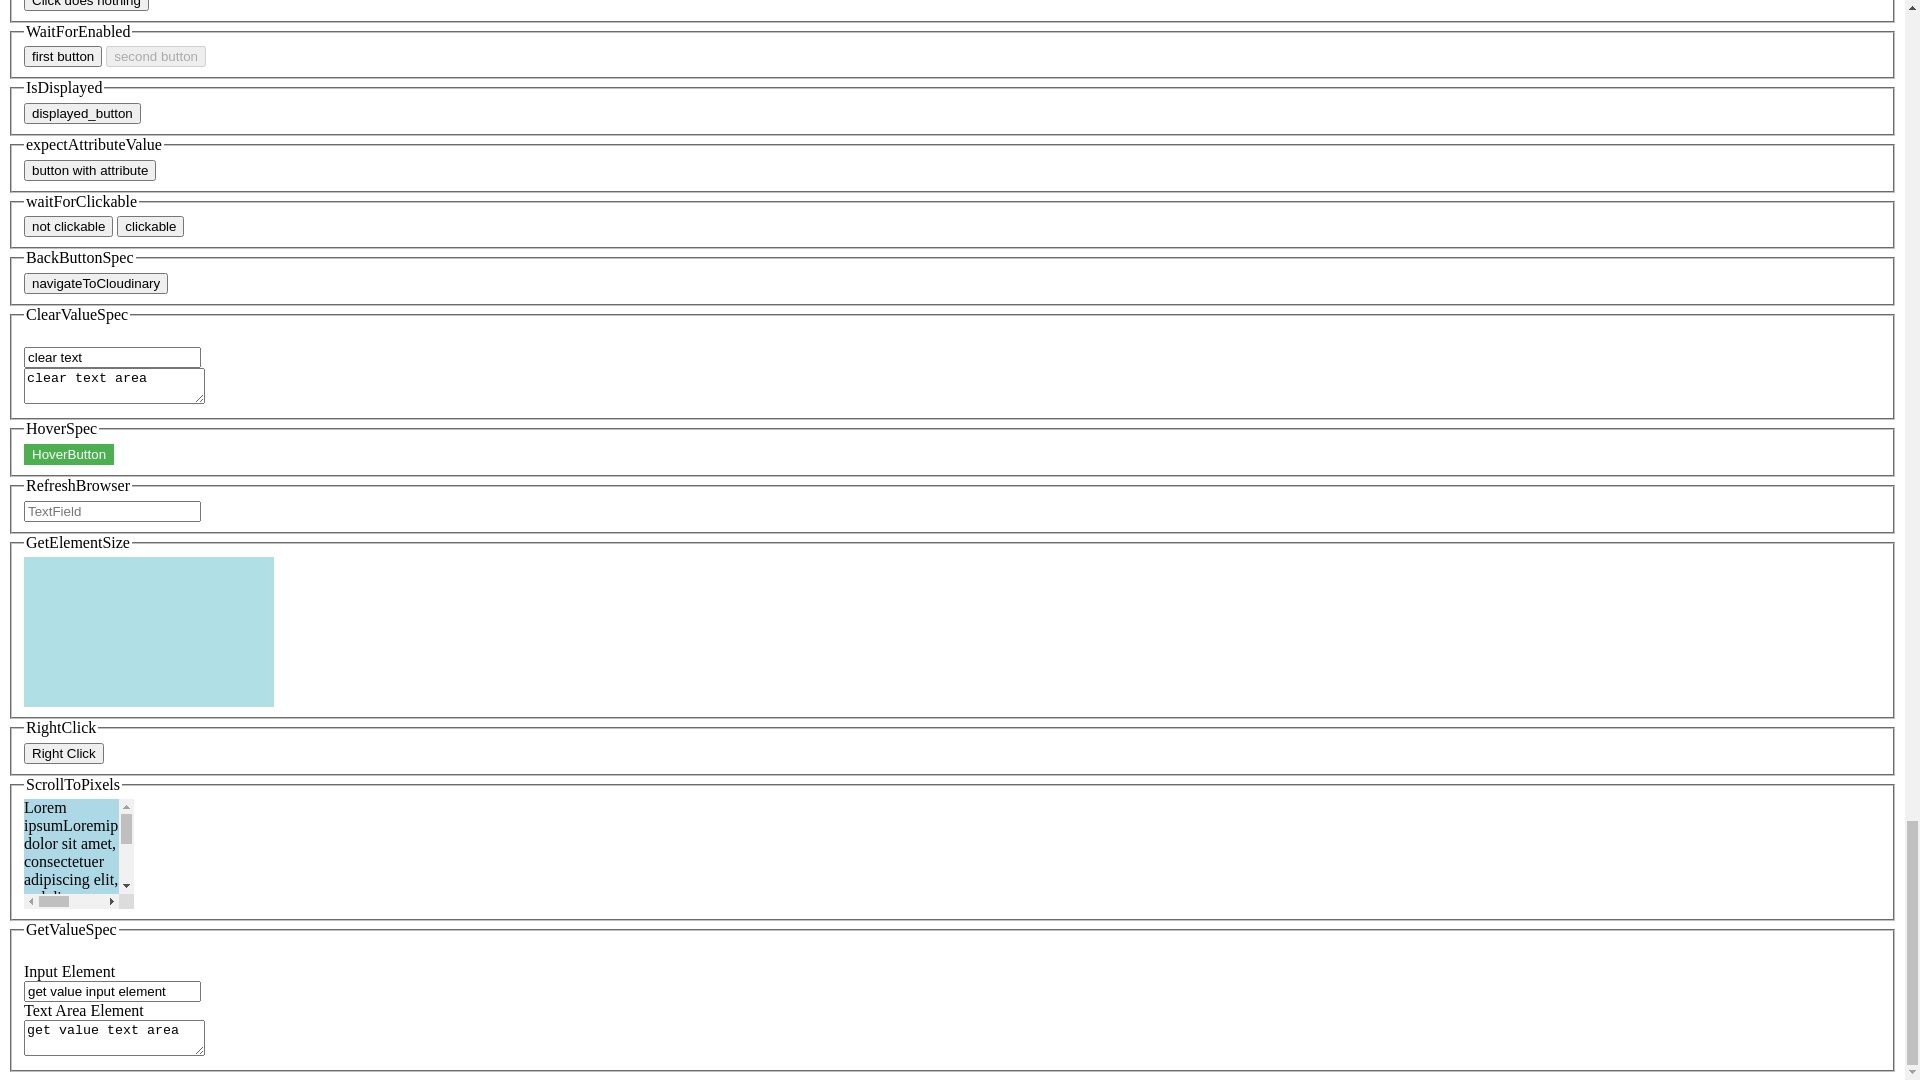 Click does nothing
WaitForEnabled
first button second button
IsDisplayed
displayed_button
expectAttributeValue
button with attribute
waitForClickable
not clickable clickable
BackButtonSpec
navigateToCloudinary
ClearValueSpec
clear text
clear text area
HoverSpec
HoverButton
RefreshBrowser
TextField
GetElementSize
RightClick
Right Click
ScrollToPixels
Lorem
ipsumLoremip
dolor sit amet,
consectetuer
adipiscing elit,
GetValueSpec
Input Element
get value input element
Text Area Element
get value text area